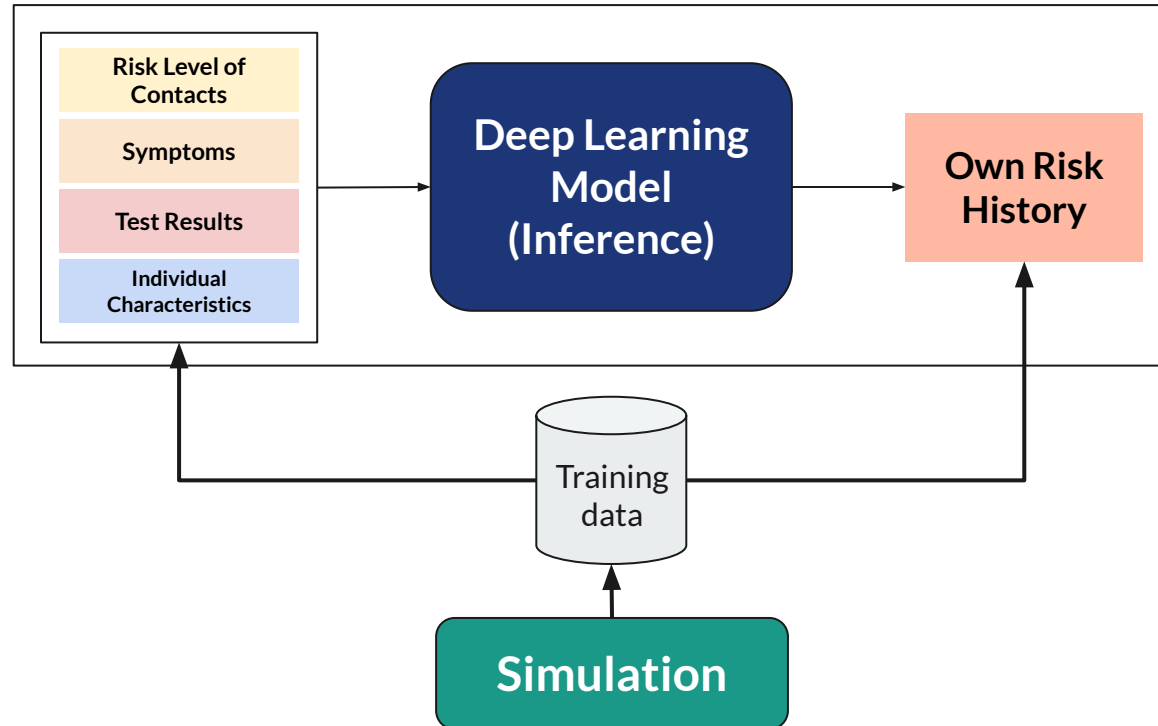 Risk Level of
Contacts
Symptoms
Test Results
Individual
Characteristics
Deep Learning
Model
(Inference)
Own Risk
History
Training
data
Simulation